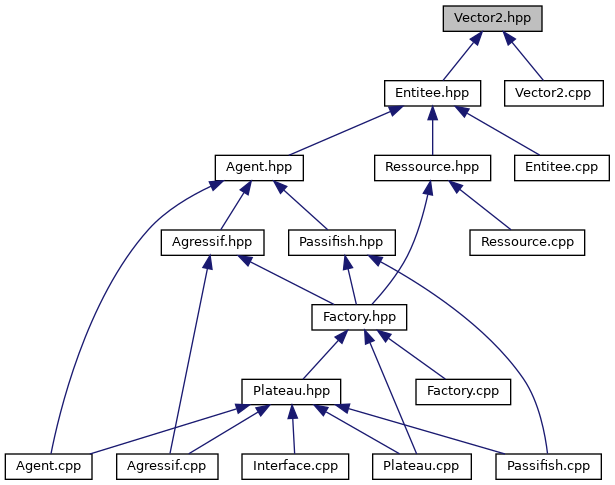 Vector2.hpp
Entitee.hpp
Vector2.cpp
Agent.hpp
Ressource.hpp
Entitee.cpp
Agressif.hpp
Passifish.hpp
Ressource.cpp
Factory.hpp
Plateau.hpp
Factory.cpp
Agent.cpp
Agressif.cpp
Interface.cpp
Plateau.cpp
Passifish.cpp